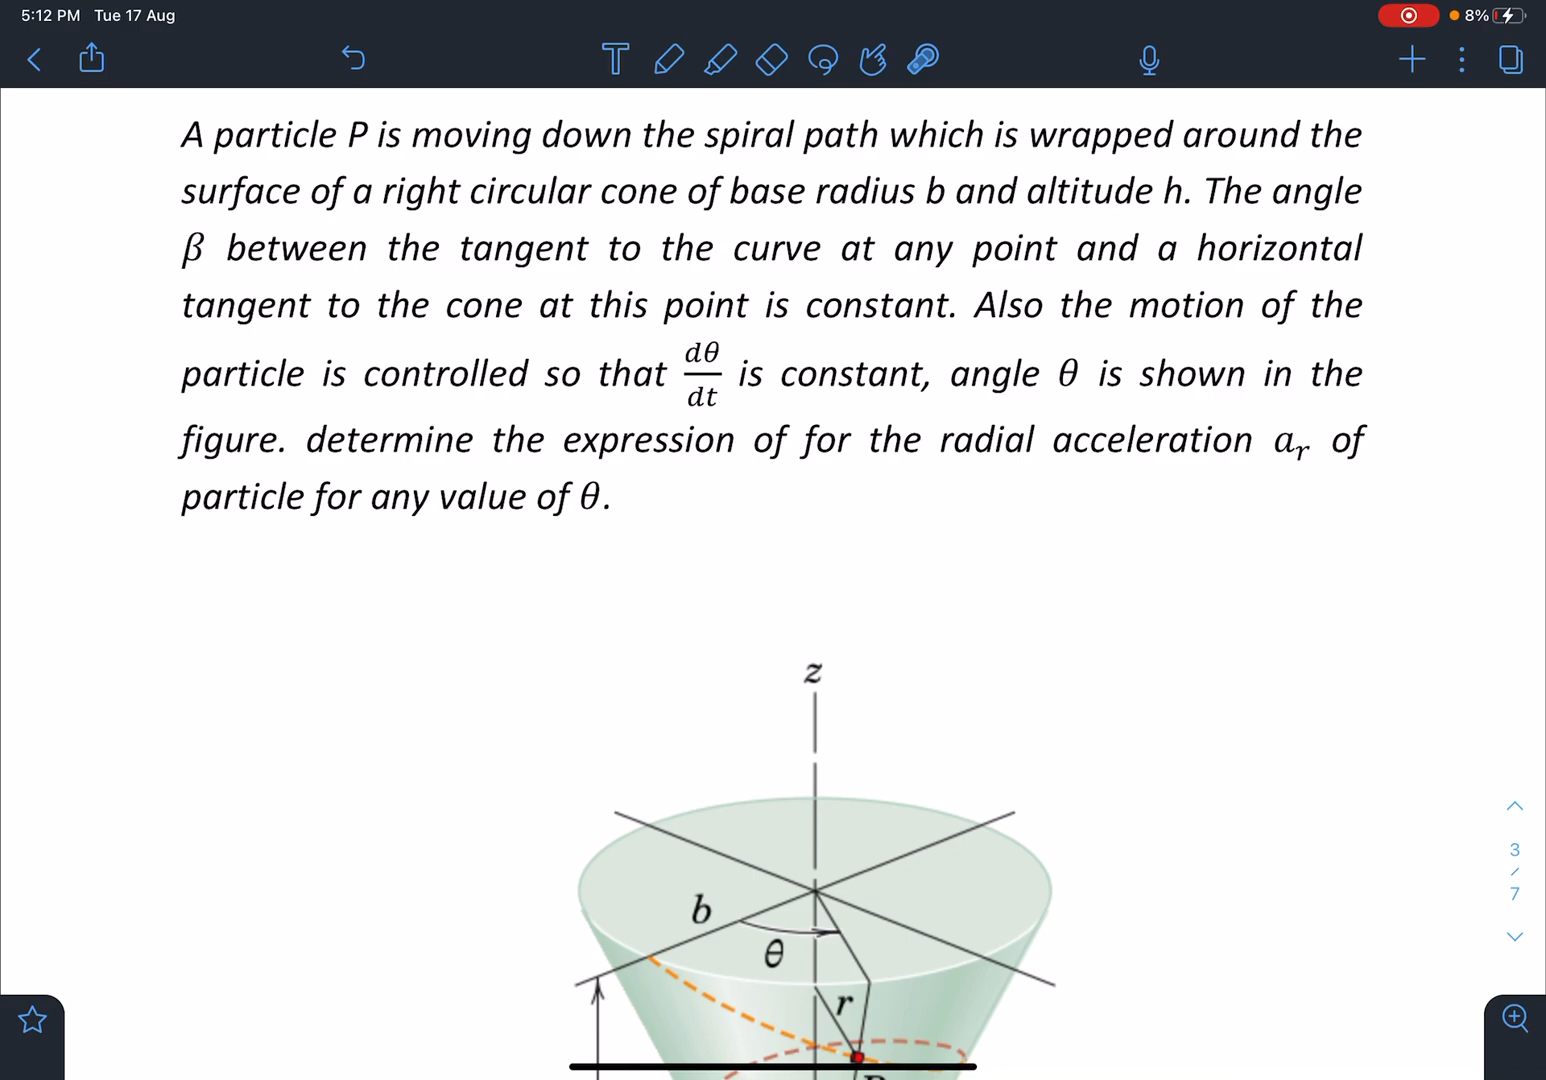 5:12 PM Tue 17 Aug
8%
T
A particle P is moving down the spiral path which is wrapped around the
surface of a right circular cone of base radius b and altitude h. The angle
β between the tangent to the curve at any point and a horizontal
tangent to the cone at this point is constant. Also the motion of the
particle is controlled so that dθ/dt is constant, angle θ is shown in the
figure. determine the expression of for the radial acceleration aᵣ of
particle for any value of θ.
z
b
θ
r
3
/
7